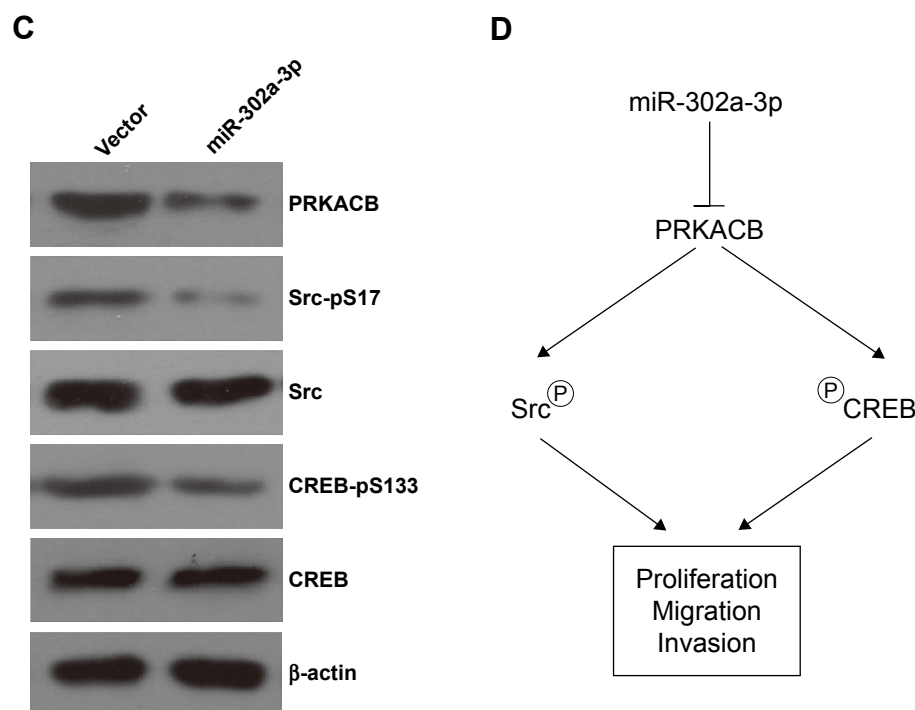 C
Vector
miR-302a-3p
PRKACB
Src-pS17
Src
CREB-pS133
CREB
β-actin
D
miR-302a-3p
PRKACB
Src P
P CREB
Proliferation
Migration
Invasion